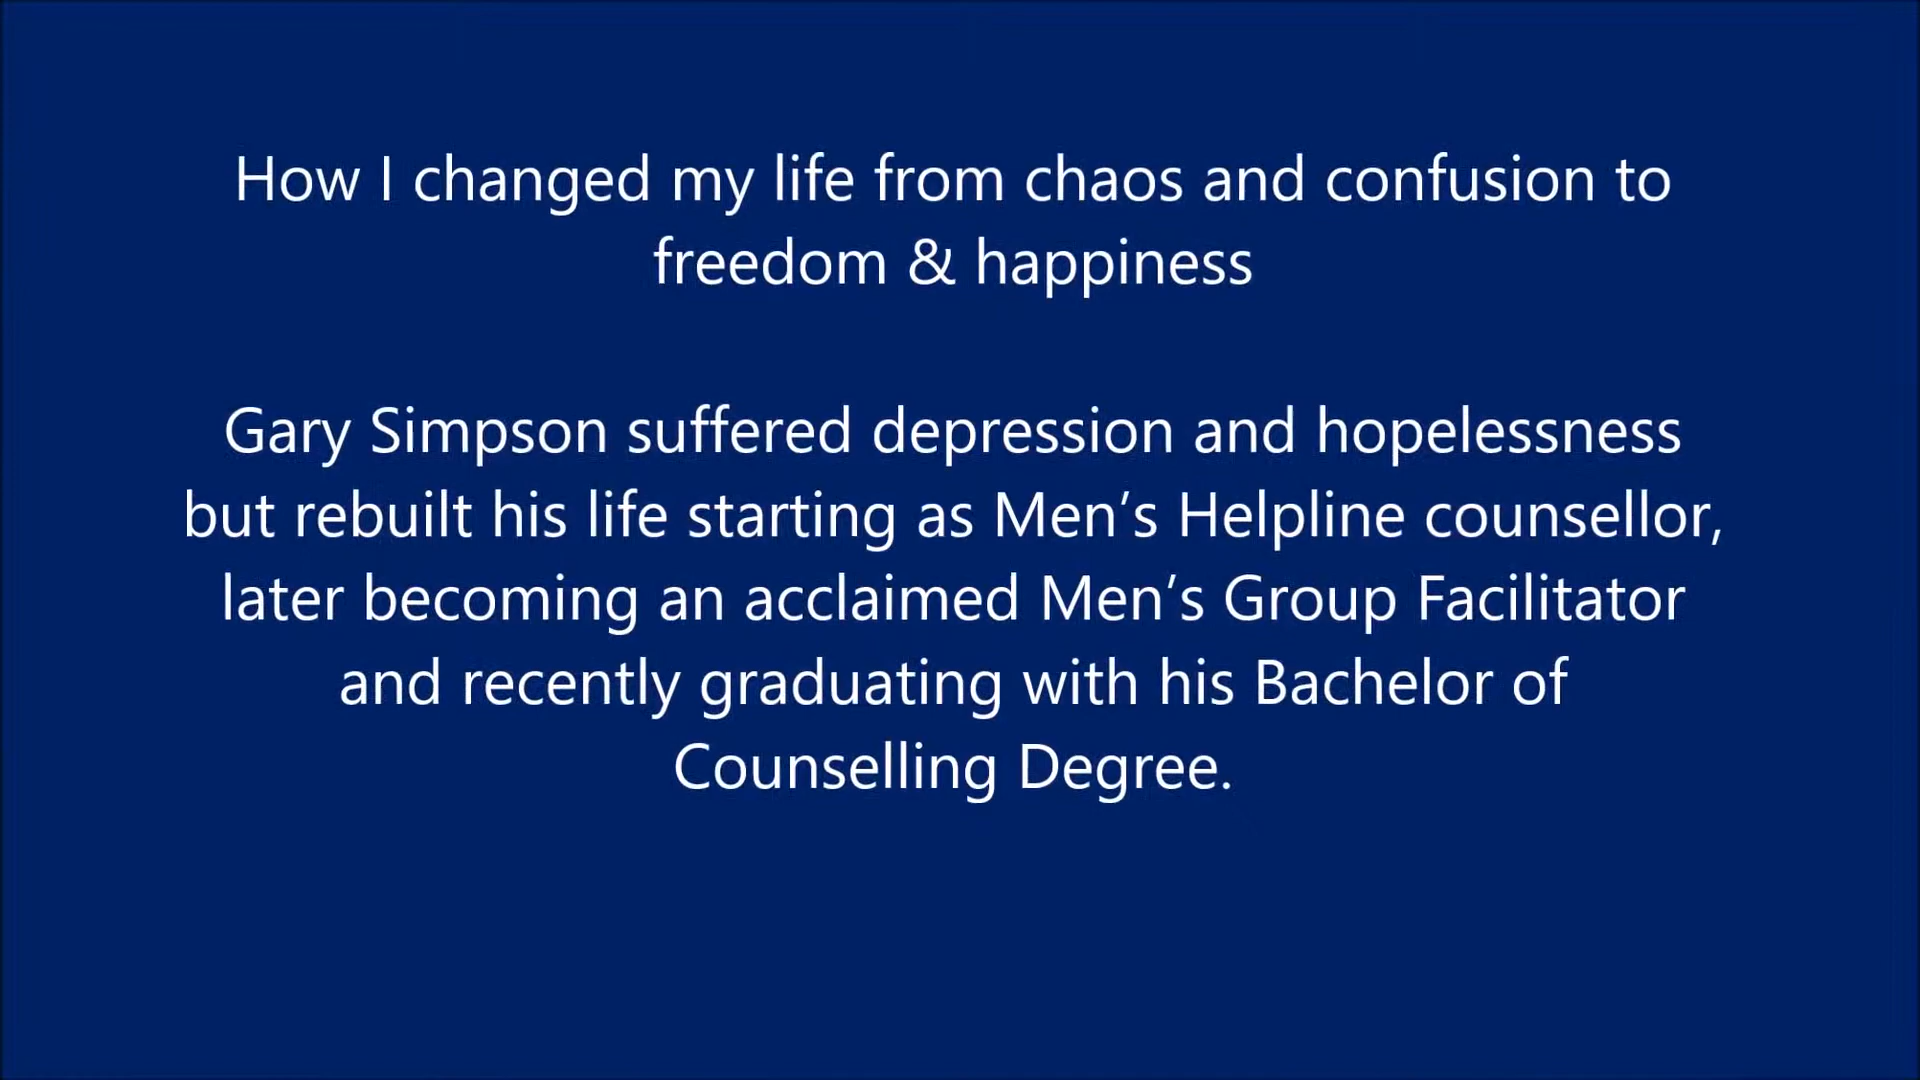 How I changed my life from chaos and confusion to
freedom & happiness
Gary Simpson suffered depression and hopelessness
but rebuilt his life starting as Men’s Helpline counsellor,
later becoming an acclaimed Men’s Group Facilitator
and recently graduating with his Bachelor of
Counselling Degree.